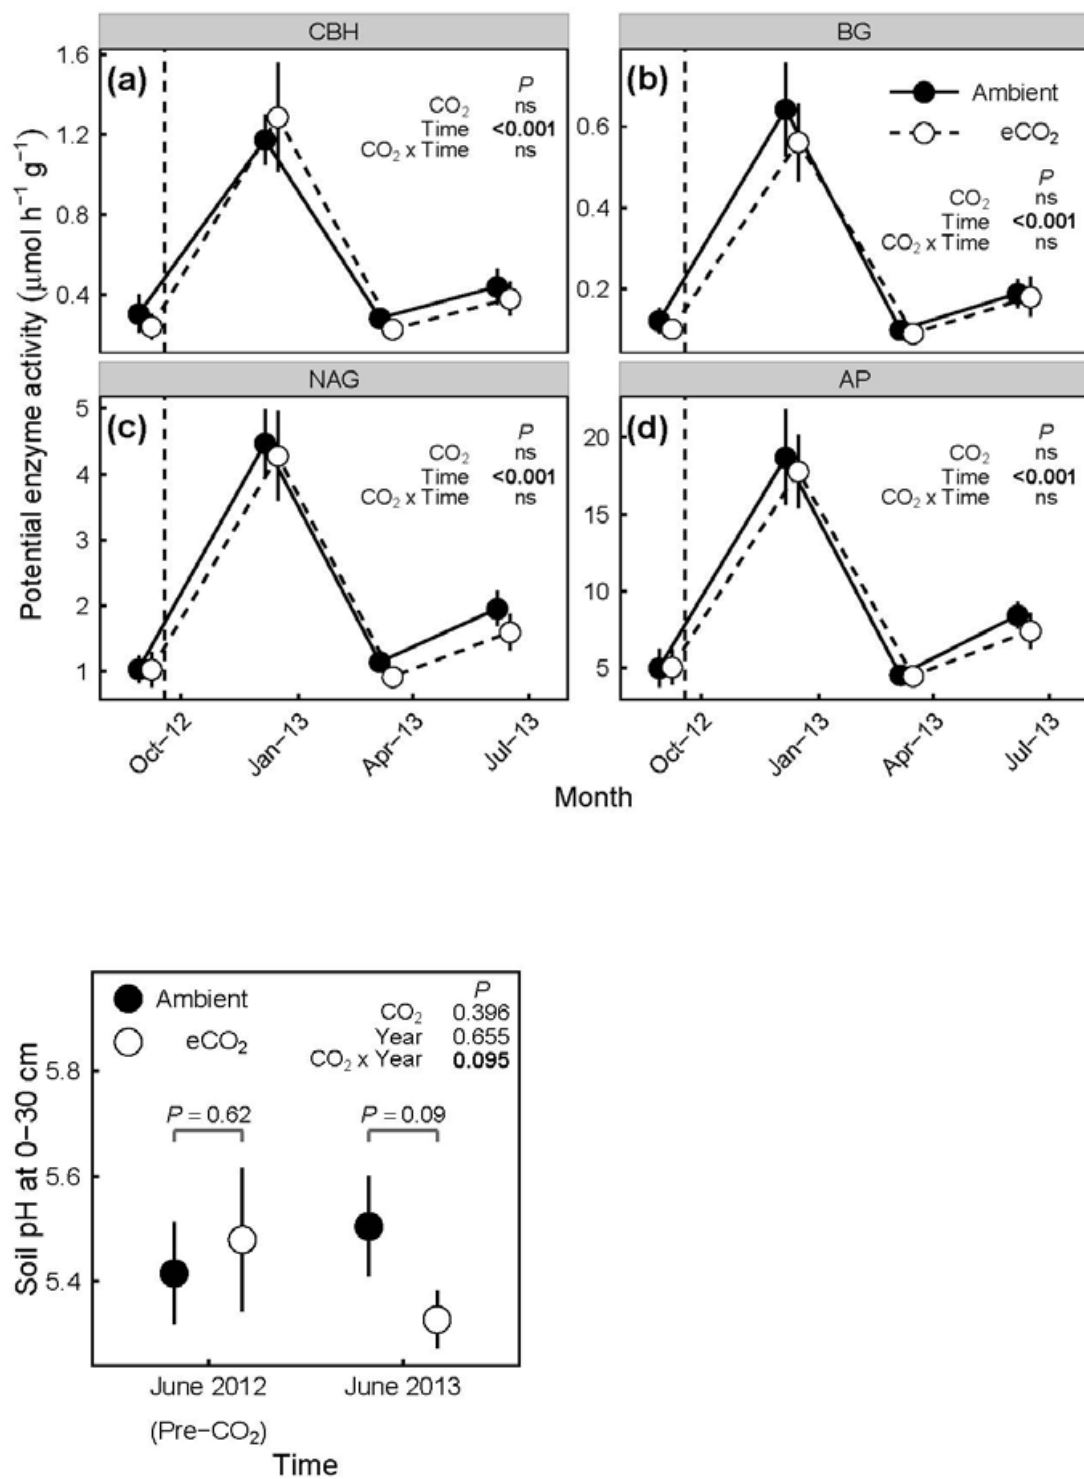 CBH
(a)
P
CO₂ ns
Time <0.001
CO₂ x Time ns
1.6
1.2
0.8
0.4
BG
(b)
Ambient
eCO₂
P
CO₂ ns
Time <0.001
CO₂ x Time ns
0.6
0.4
0.2
Potential enzyme activity (μmol h⁻¹ g⁻¹)
NAG
(c)
P
CO₂ ns
Time <0.001
CO₂ x Time ns
5
4
3
2
1
Oct−12
Jan−13
Apr−13
Jul−13
AP
(d)
P
CO₂ ns
Time <0.001
CO₂ x Time ns
20
15
10
5
Oct−12
Jan−13
Apr−13
Jul−13
Month
Ambient
eCO₂
P
CO₂ 0.396
Year 0.655
CO₂ x Year 0.095
P = 0.62
P = 0.09
Soil pH at 0−30 cm
5.8
5.6
5.4
June 2012
(Pre−CO₂)
June 2013
Time